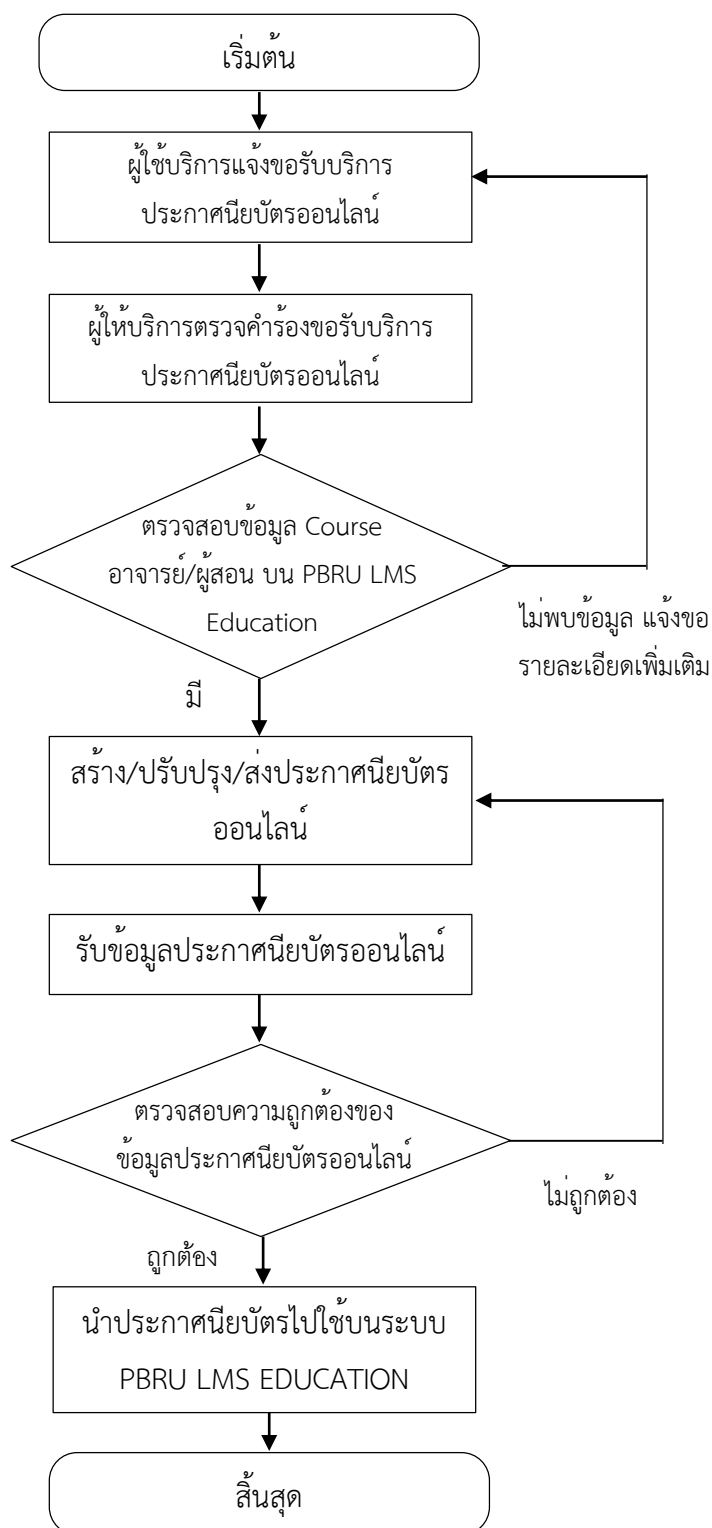 เริ่มต้น
ผู้ใช้บริการแจ้งขอรับบริการ
ประกาศนียบัตรออนไลน์
ผู้ให้บริการตรวจคำร้องขอรับบริการ
ประกาศนียบัตรออนไลน์
ตรวจสอบข้อมูล Course
อาจารย์/ผู้สอน บน PBRU LMS
Education
ไม่พบข้อมูล แจ้งขอ
รายละเอียดเพิ่มเติม
มี
สร้าง/ปรับปรุง/ส่งประกาศนียบัตร
ออนไลน์
รับข้อมูลประกาศนียบัตรออนไลน์
ตรวจสอบความถูกต้องของ
ข้อมูลประกาศนียบัตรออนไลน์
ไม่ถูกต้อง
ถูกต้อง
นำประกาศนียบัตรไปใช้บนระบบ
PBRU LMS EDUCATION
สิ้นสุด